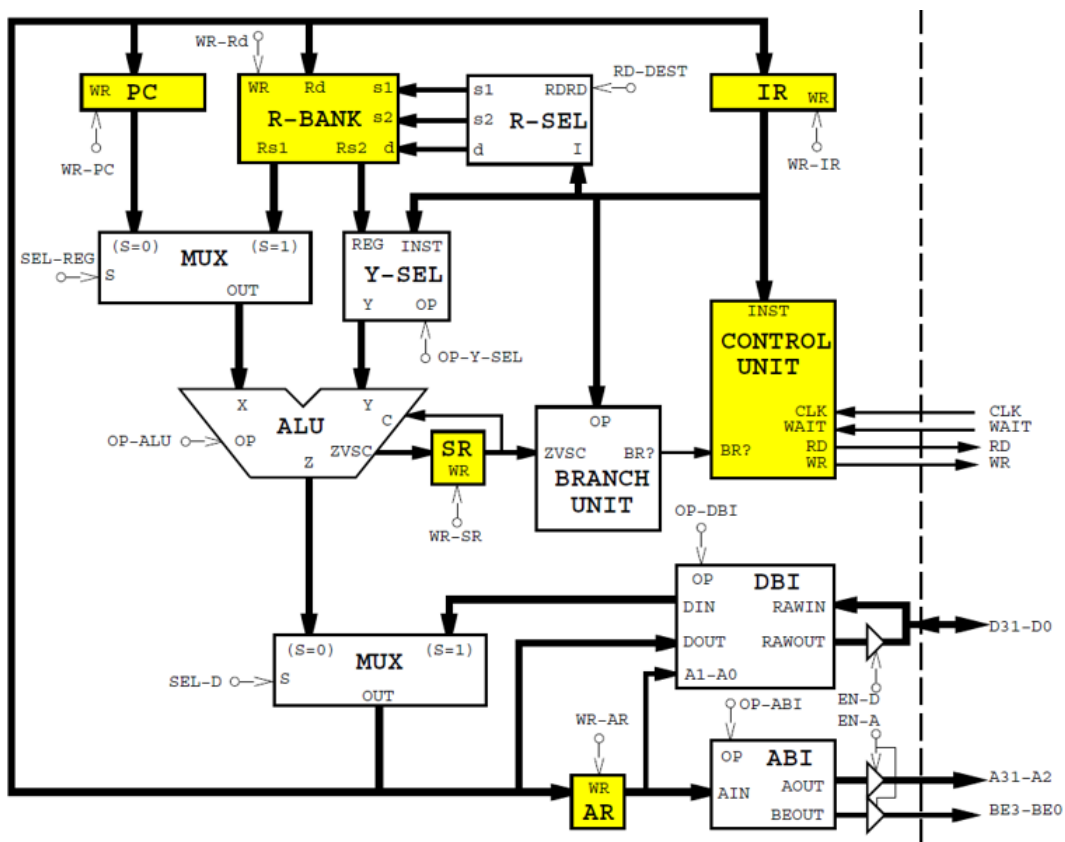 WR-Rd
RD-DEST
WR PC
WR Rd s1
R-BANK s2
Rs1 Rs2 d
s1 RDRD
s2 R-SEL
d I
IR WR
WR-PC
WR-IR
SEL-REG
(S=0) (S=1)
MUX
S
OUT
REG INST
Y-SEL
Y OP
OP-Y-SEL
INST
CONTROL
UNIT
CLK
WAIT
RD
BR?
WR
CLK
WAIT
RD
WR
OP-ALU
X Y
ALU C
OP
ZVSC
Z
SR
WR
WR-SR
OP
ZVSC BR?
BRANCH
UNIT
OP-DBI
OP DBI
DIN RAWIN
DOUT RAWOUT
A1-A0
D31-D0
EN-D
EN-A
SEL-D
(S=0) (S=1)
MUX
S
OUT
WR-AR
WR
AR
OP-ABI
OP ABI
AOUT
AIN
BEOUT
A31-A2
BE3-BE0